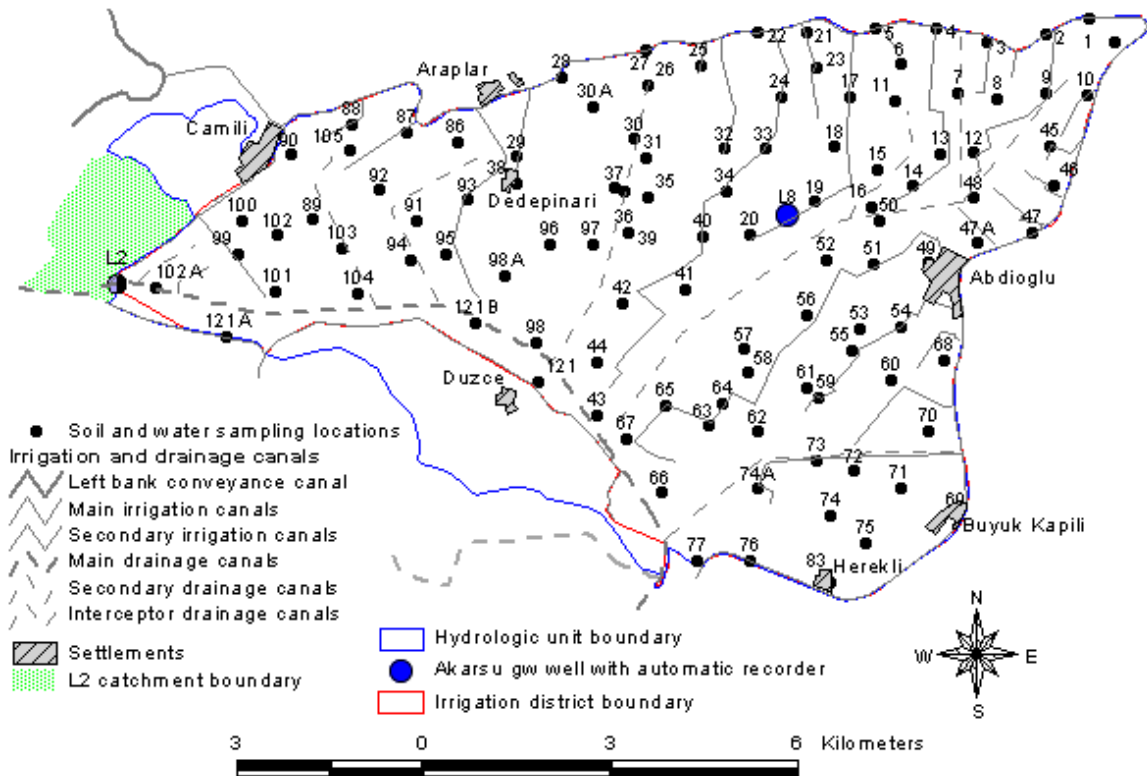 22 21 5 4 2 1
3
28 27 25 6
23
Araplar 26 7 9 10
24 17 11 8
30 A
88 87
Camili 105 86 30 32 33 18 13 12 45
90 29 31 15
38
92 93 37 34 14 46
Dedepinari 35 L8 19 16 48
100 89 91 36 50
102 96 97 39 40 20 47 A 47
99 103 94 95 52 51 49
98 A
L2 101 104 41 Abdioglu
102 A 42
121 B 56 53 54
121 A 98 57 55
44 68
121 58 61 60
Duzce 59
43 65 64
63 62 70
67
73
72
66 74 A 71
74 69
Buyuk Kapili
75
77 76
83 Herekli
Soil and water sampling locations
Irrigation and drainage canals
Left bank conveyance canal
Main irrigation canals
Secondary irrigation canals
Main drainage canals
Secondary drainage canals
Interceptor drainage canals
Settlements
L2 catchment boundary
Hydrologic unit boundary
Akarsu gw well with automatic recorder
Irrigation district boundary
N
W E
S
3 0 3 6 Kilometers